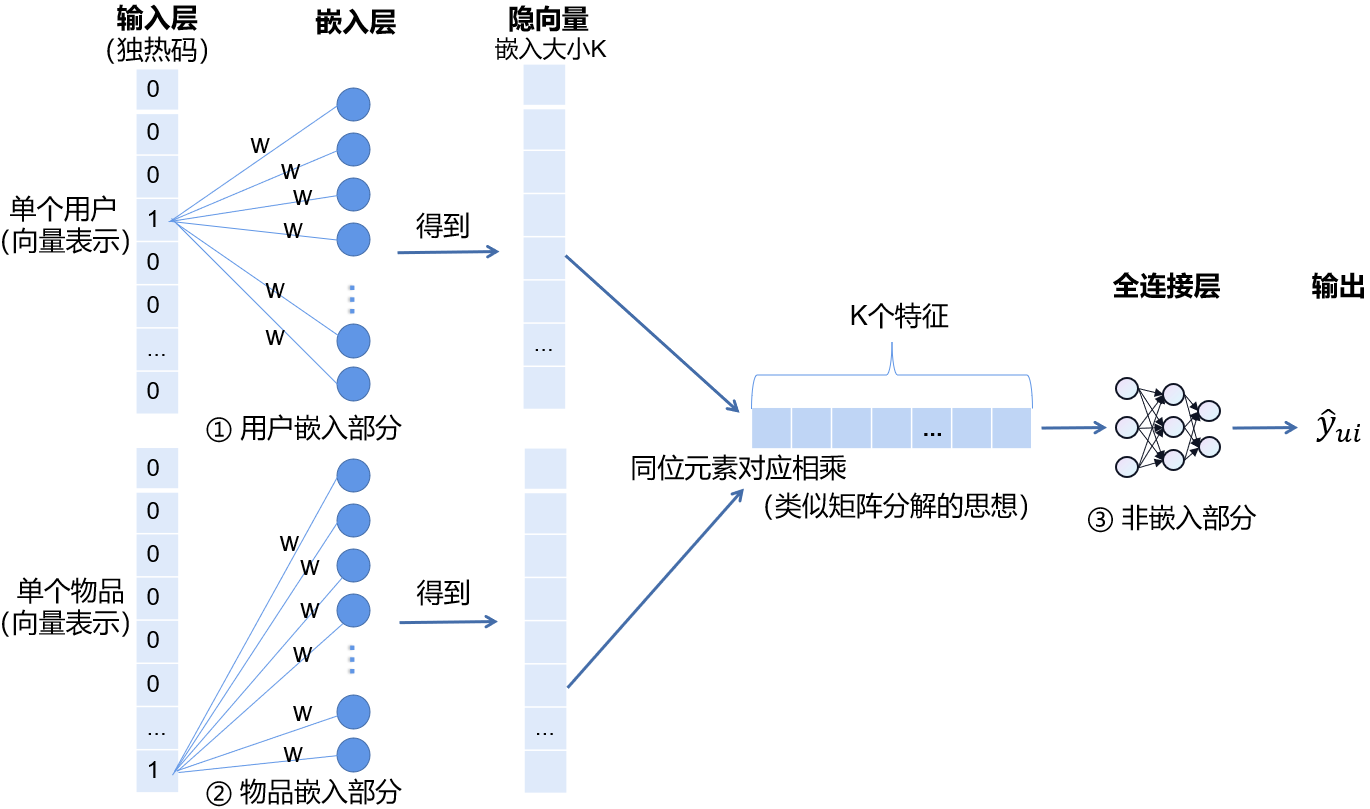 输入层
(独热码)
嵌入层
隐向量
嵌入大小K
0
0
0
1
0
0
...
0
单个用户
(向量表示)
W
W
W
W
W
W
得到
...
① 用户嵌入部分
0
0
0
0
0
0
...
1
单个物品
(向量表示)
W
W
W
W
W
W
得到
...
② 物品嵌入部分
K个特征
...
同位元素对应相乘
(类似矩阵分解的思想)
全连接层
③ 非嵌入部分
输出
ŷui